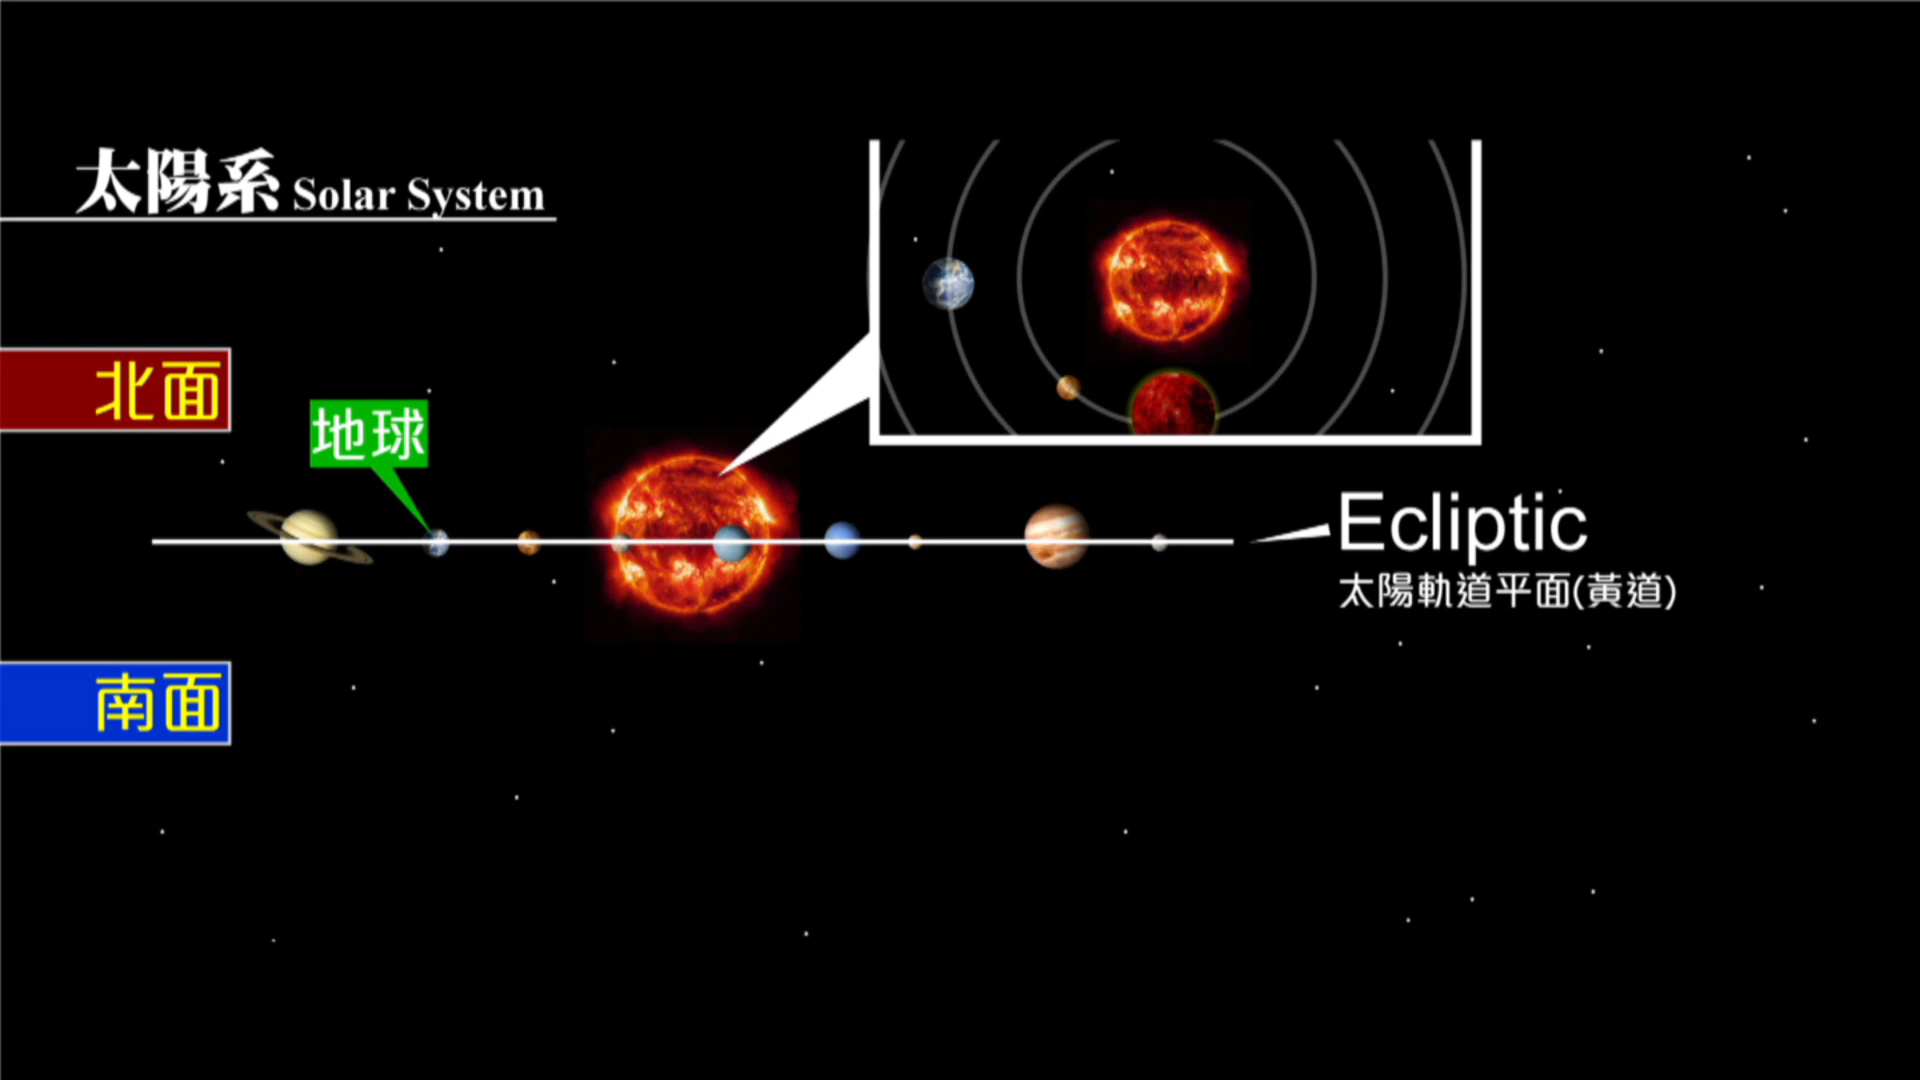 太陽系 Solar System
北面
地球
Ecliptic
太陽軌道平面(黃道)
南面